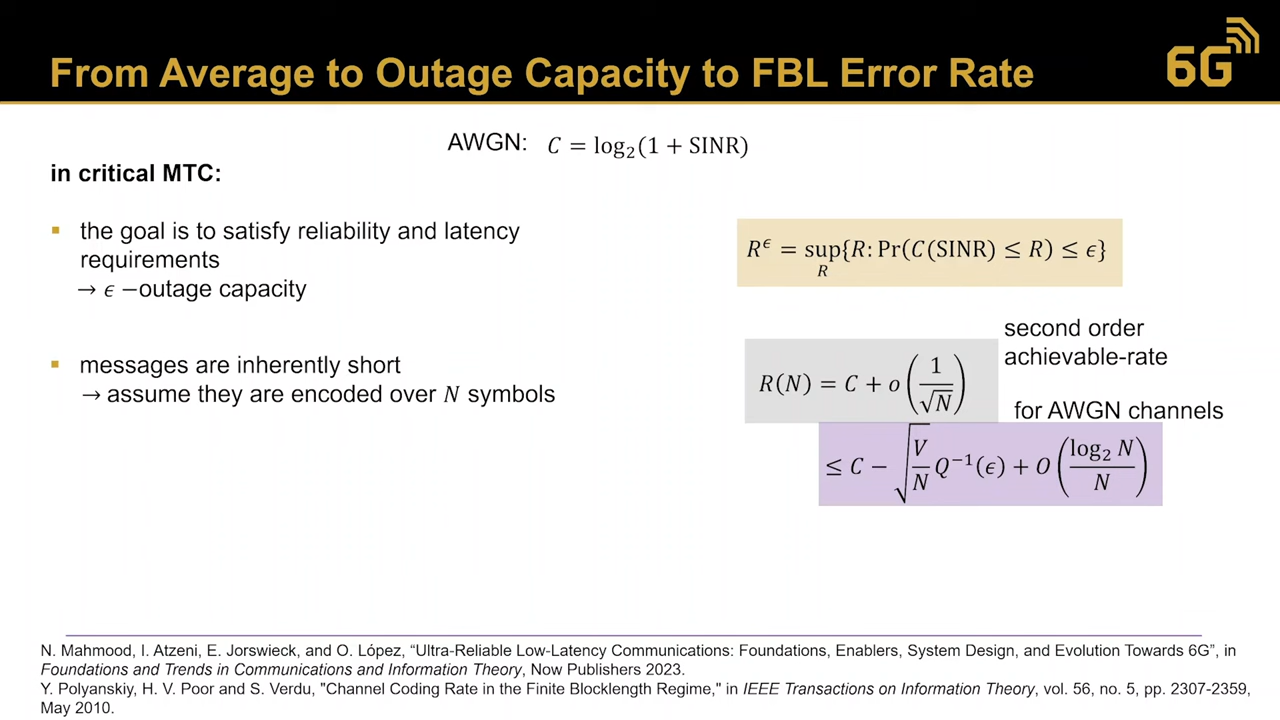 From Average to Outage Capacity to FBL Error Rate
6G
AWGN: C = log₂(1 + SINR)
in critical MTC:
▪ the goal is to satisfy reliability and latency
requirements
→ ϵ −outage capacity
R^ϵ = sup_R{R: Pr(C(SINR) ≤ R) ≤ ϵ}
▪ messages are inherently short
→ assume they are encoded over N symbols
second order
achievable-rate
R(N) = C + o(1/√N)
for AWGN channels
≤ C − √(V/N) Q⁻¹(ϵ) + O(log₂ N / N)
N. Mahmood, I. Atzeni, E. Jorswieck, and O. López, “Ultra-Reliable Low-Latency Communications: Foundations, Enablers, System Design, and Evolution Towards 6G”, in
Foundations and Trends in Communications and Information Theory, Now Publishers 2023.
Y. Polyanskiy, H. V. Poor and S. Verdu, "Channel Coding Rate in the Finite Blocklength Regime," in IEEE Transactions on Information Theory, vol. 56, no. 5, pp. 2307-2359,
May 2010.